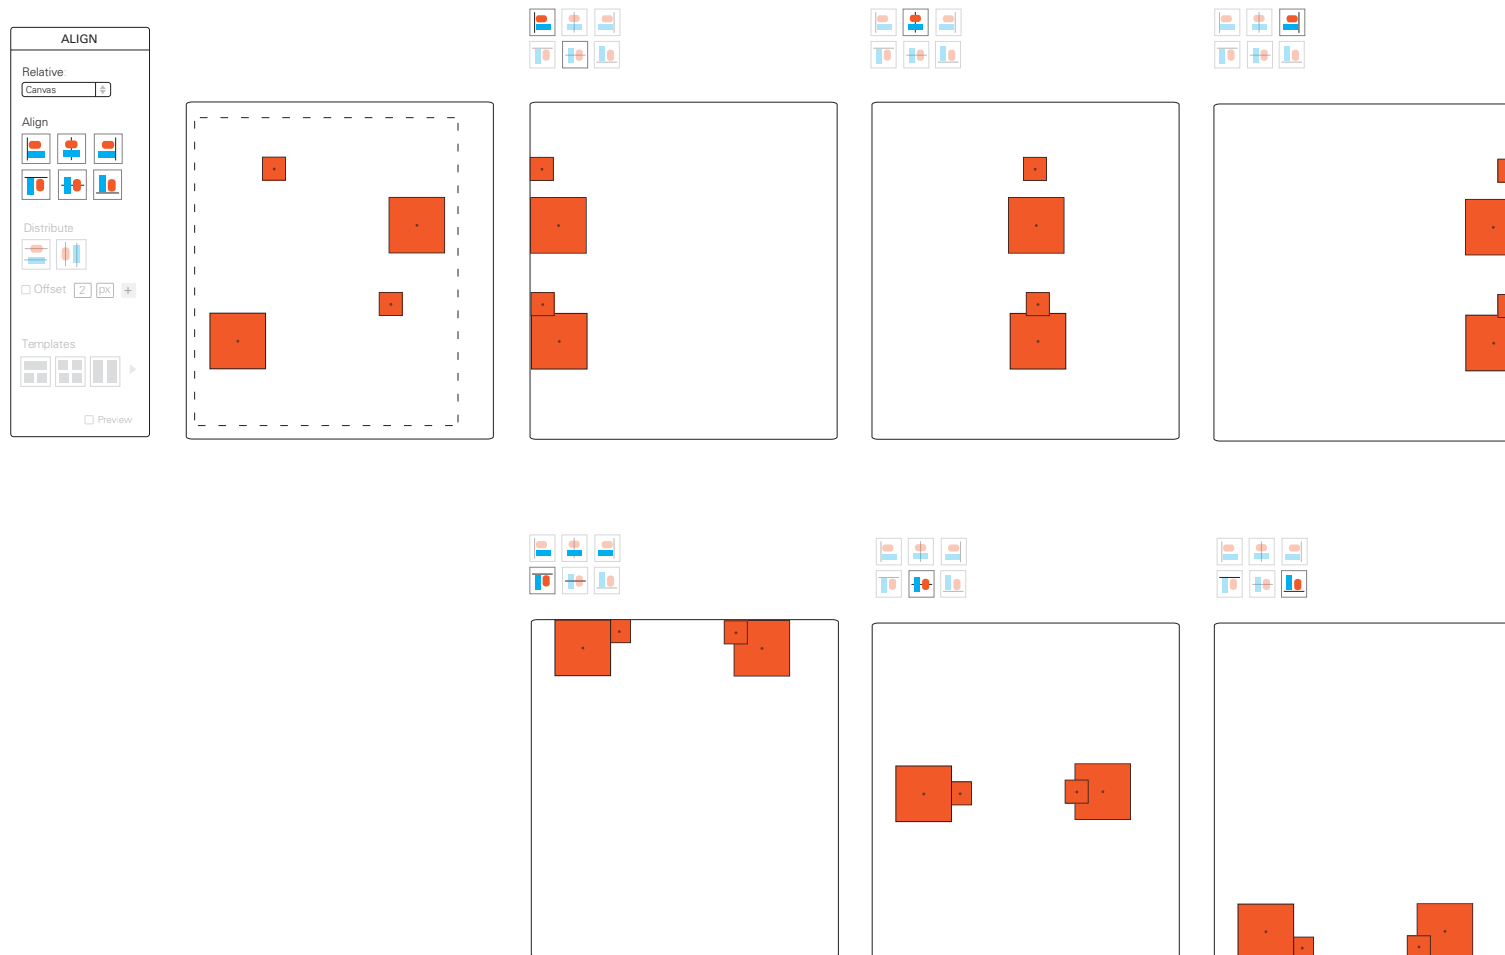 ALIGN
Relative:
Canvas
Align
Distribute
Offset 2 px +
Templates
Preview